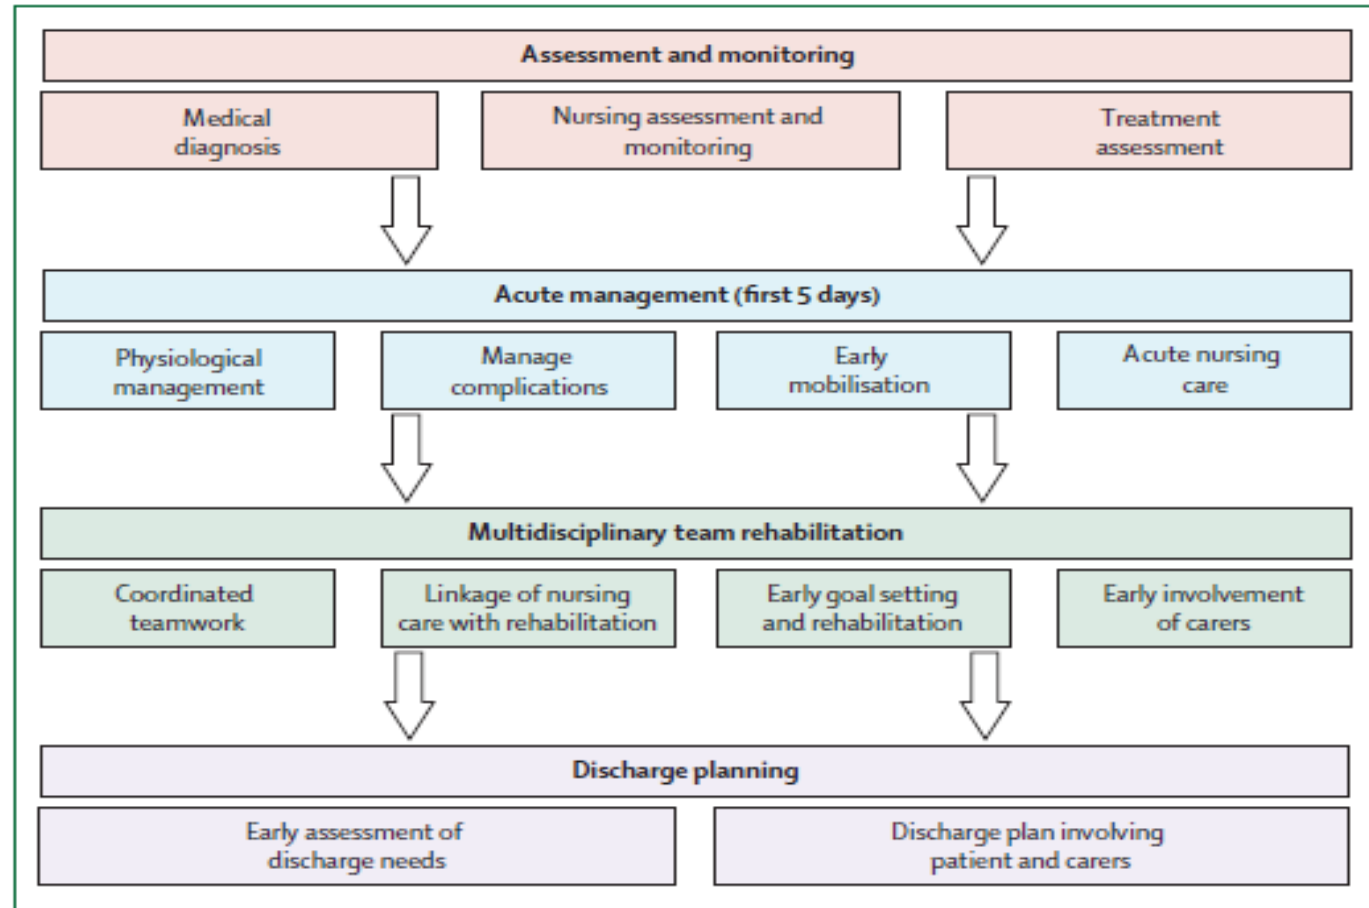 Assessment and monitoring
Medical
diagnosis
Nursing assessment and
monitoring
Treatment
assessment
Acute management (first 5 days)
Physiological
management
Manage
complications
Early
mobilisation
Acute nursing
care
Multidisciplinary team rehabilitation
Coordinated
teamwork
Linkage of nursing
care with rehabilitation
Early goal setting
and rehabilitation
Early involvement
of carers
Discharge planning
Early assessment of
discharge needs
Discharge plan involving
patient and carers